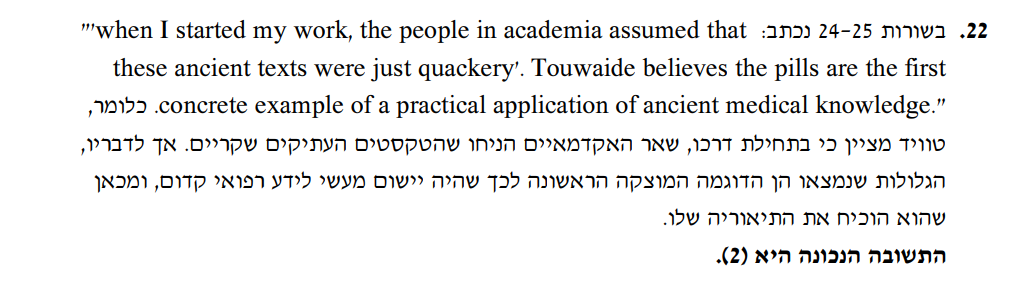 22. בשורות 24-25 נכתב: "'when I started my work, the people in academia assumed that
these ancient texts were just quackery'. Touwaide believes the pills are the first
concrete example of a practical application of ancient medical knowledge." כלומר,
טוויד מציין כי בתחילת דרכו, שאר האקדמאיים הניחו שהטקסטים העתיקים שקריים. אך לדבריו,
הגלולות שנמצאו הן הדוגמה המוצקה הראשונה לכך שהיה יישום מעשי לידע רפואי קדום, ומכאן
שהוא הוכיח את התיאוריה שלו.
התשובה הנכונה היא (2).